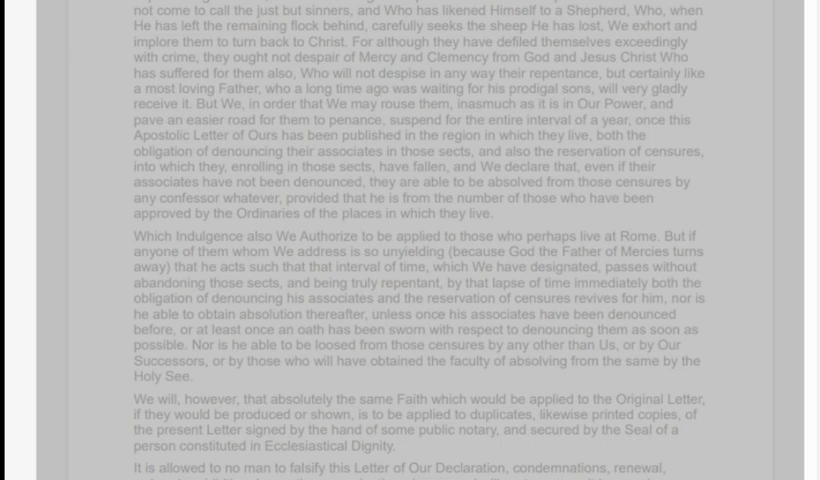 not come to call the just but sinners, and Who has likened Himself to a Shepherd, Who, when
He has left the remaining flock behind, carefully seeks the sheep He has lost, We exhort and
implore them to turn back to Christ. For although they have defiled themselves exceedingly
with crime, they ought not despair of Mercy and Clemency from God and Jesus Christ Who
has suffered for them also, Who will not despise in any way their repentance, but certainly like
a most loving Father, who a long time ago was waiting for his prodigal sons, will very gladly
receive it. But We, in order that We may rouse them, inasmuch as it is in Our Power, and
pave an easier road for them to penance, suspend for the entire interval of a year, once this
Apostolic Letter of Ours has been published in the region in which they live, both the
obligation of denouncing their associates in those sects, and also the reservation of censures,
into which they, enrolling in those sects, have fallen, and We declare that, even if their
associates have not been denounced, they are able to be absolved from those censures by
any confessor whatever, provided that he is from the number of those who have been
approved by the Ordinaries of the places in which they live.
Which Indulgence also We Authorize to be applied to those who perhaps live at Rome. But if
anyone of them whom We address is so unyielding (because God the Father of Mercies turns
away) that he acts such that that interval of time, which We have designated, passes without
abandoning those sects, and being truly repentant, by that lapse of time immediately both the
obligation of denouncing his associates and the reservation of censures revives for him, nor is
he able to obtain absolution thereafter, unless once his associates have been denounced
before, or at least once an oath has been sworn with respect to denouncing them as soon as
possible. Nor is he able to be loosed from those censures by any other than Us, or by Our
Successors, or by those who will have obtained the faculty of absolving from the same by the
Holy See.
We will, however, that absolutely the same Faith which would be applied to the Original Letter,
if they would be produced or shown, is to be applied to duplicates, likewise printed copies, of
the present Letter signed by the hand of some public notary, and secured by the Seal of a
person constituted in Ecclesiastical Dignity.
It is allowed to no man to falsify this Letter of Our Declaration, condemnations, renewal,